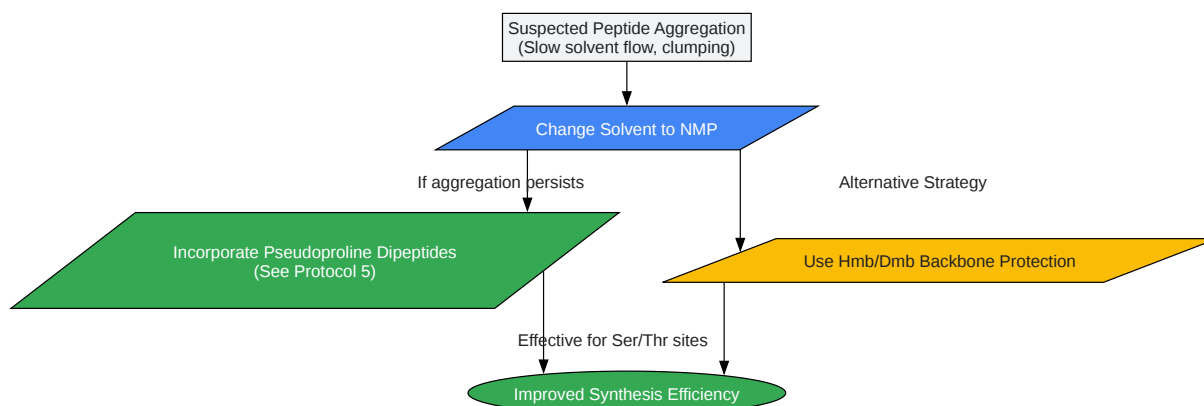 Suspected Peptide Aggregation
(Slow solvent flow, clumping)
Change Solvent to NMP
If aggregation persists
Alternative Strategy
Incorporate Pseudoproline Dipeptides
(See Protocol 5)
Use Hmb/Dmb Backbone Protection
Effective for Ser/Thr sites
Improved Synthesis Efficiency